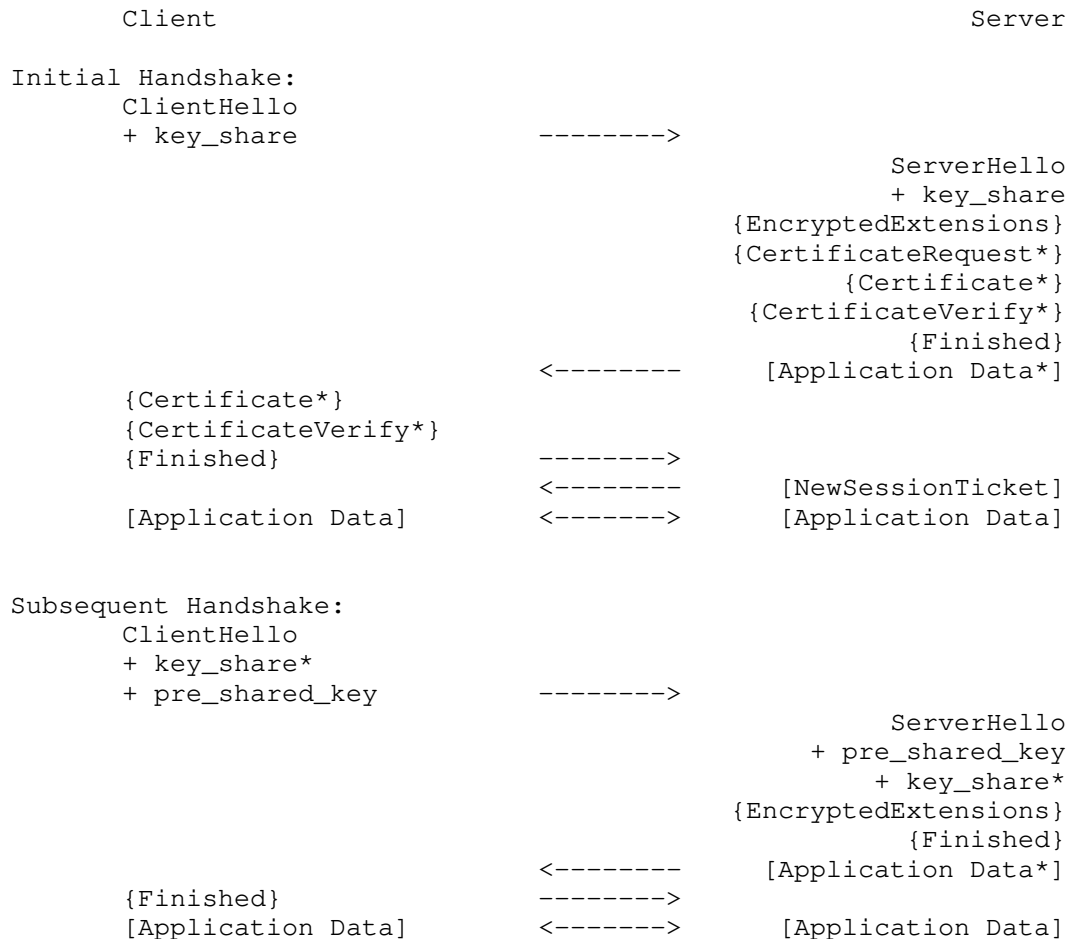 Client                                               Server

Initial Handshake:
       ClientHello
       + key_share               -------->
                                                       ServerHello
                                                       + key_share
                                             {EncryptedExtensions}
                                             {CertificateRequest*}
                                                    {Certificate*}
                                              {CertificateVerify*}
                                                        {Finished}
                                 <--------     [Application Data*]
       {Certificate*}
       {CertificateVerify*}
       {Finished}                -------->
                                 <--------      [NewSessionTicket]
       [Application Data]        <------->      [Application Data]


Subsequent Handshake:
       ClientHello
       + key_share*
       + pre_shared_key          -------->
                                                       ServerHello
                                                  + pre_shared_key
                                                      + key_share*
                                             {EncryptedExtensions}
                                                        {Finished}
                                 <--------     [Application Data*]
       {Finished}                -------->
       [Application Data]        <------->      [Application Data]